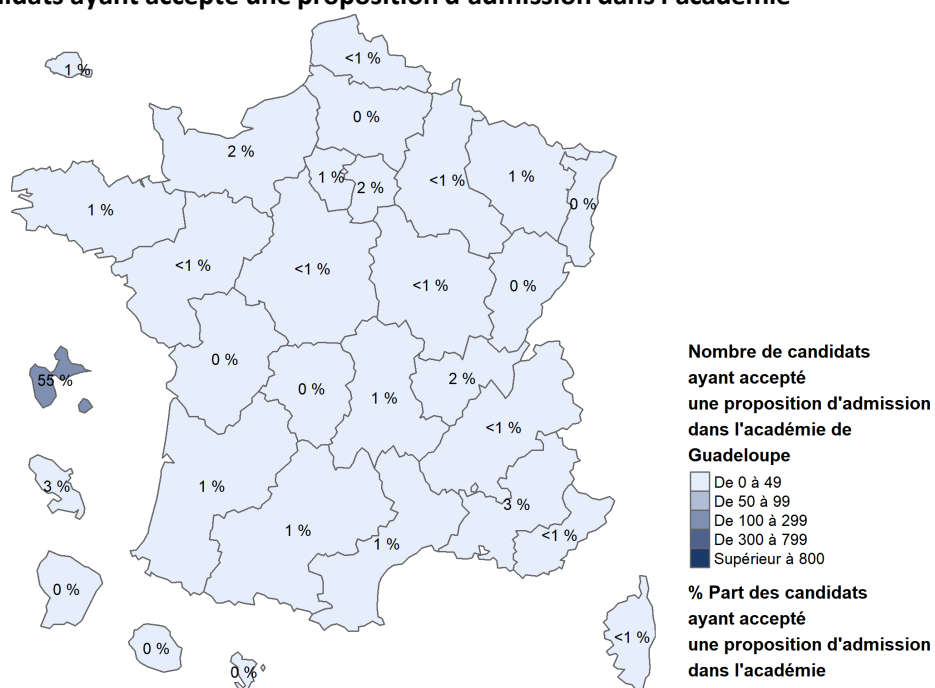 idats ayant accepté une proposition d'admission dans l'académie
<1 %
1 %
0 %
2 %
1 %
2 %
<1 %
1 %
0 %
1 %
<1 %
<1 %
<1 %
0 %
0 %
55 %
0 %
1 %
2 %
<1 %
3 %
1 %
3 %
1 %
1 %
<1 %
0 %
<1 %
0 %
0 %
Nombre de candidats
ayant accepté
une proposition d'admission
dans l'académie de
Guadeloupe
De 0 à 49
De 50 à 99
De 100 à 299
De 300 à 799
Supérieur à 800
% Part des candidats
ayant accepté
une proposition d'admission
dans l'académie